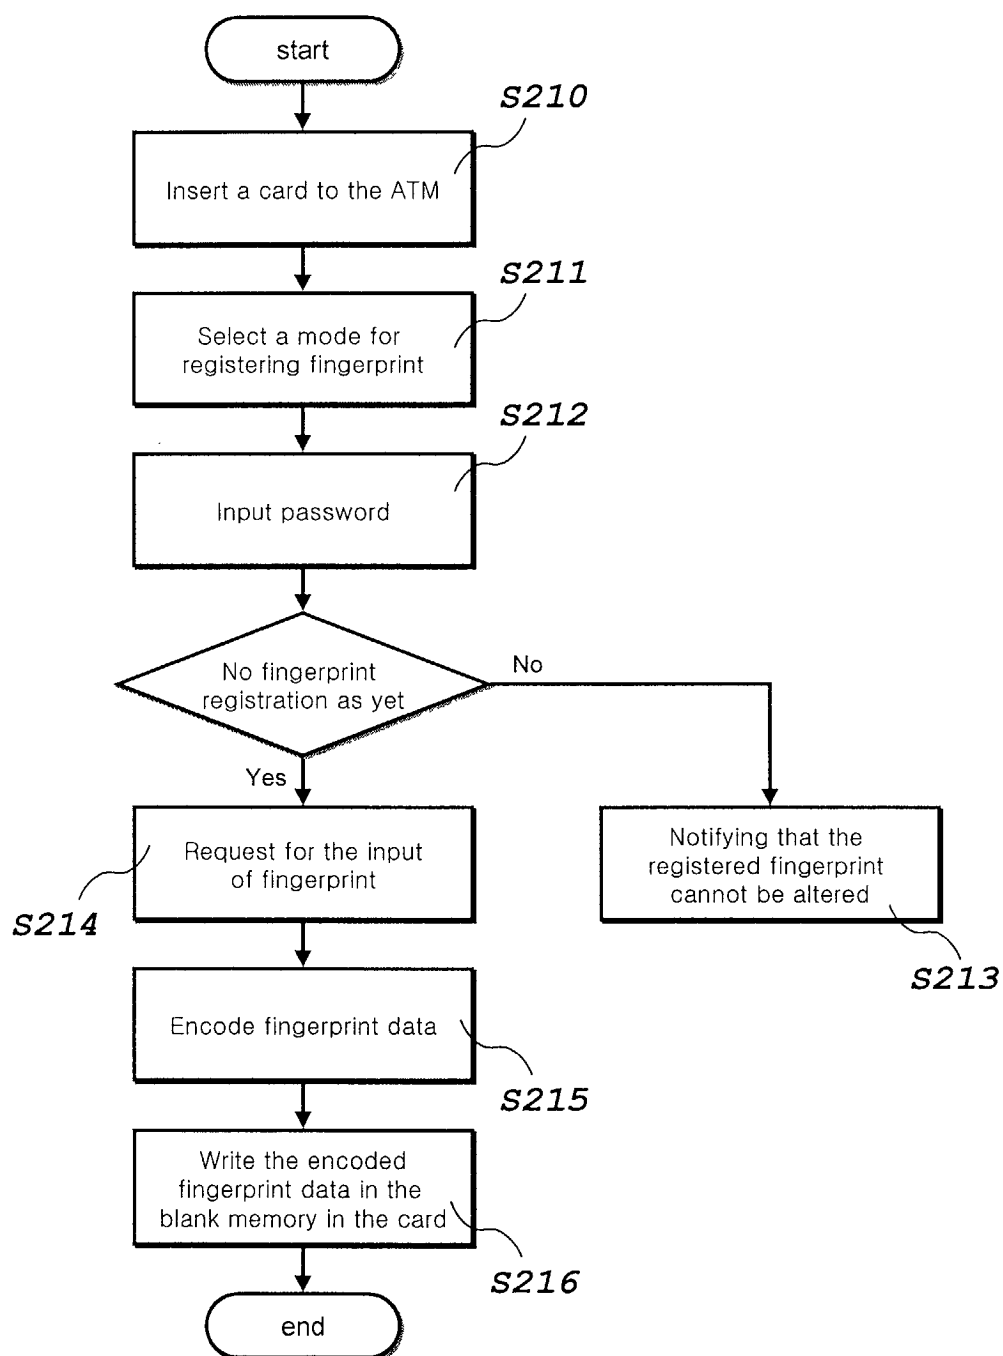 start
S210
Insert a card to the ATM
S211
Select a mode for
registering fingerprint
S212
Input password
No fingerprint
registration as yet
No
Yes
Request for the input
of fingerprint
S214
Notifying that the
registered fingerprint
cannot be altered
S213
Encode fingerprint data
S215
Write the encoded
fingerprint data in the
blank memory in the card
S216
end